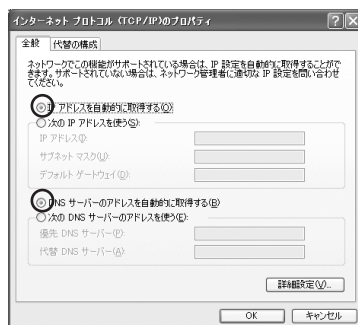 インターネット プロトコル (TCP/IP)のプロパティ
全般 代替の構成
ネットワークでこの機能がサポートされている場合は、IP 設定を自動的に取得することがで
きます。サポートされていない場合は、ネットワーク管理者に適切な IP 設定を問い合わせ
てください。
IP アドレスを自動的に取得する(O)
次の IP アドレスを使う(S):
IP アドレス(I):
サブネット マスク(U):
デフォルト ゲートウェイ(D):
DNS サーバーのアドレスを自動的に取得する(B)
次の DNS サーバーのアドレスを使う(E):
優先 DNS サーバー(P):
代替 DNS サーバー(A):
詳細設定(V)...
OK キャンセル